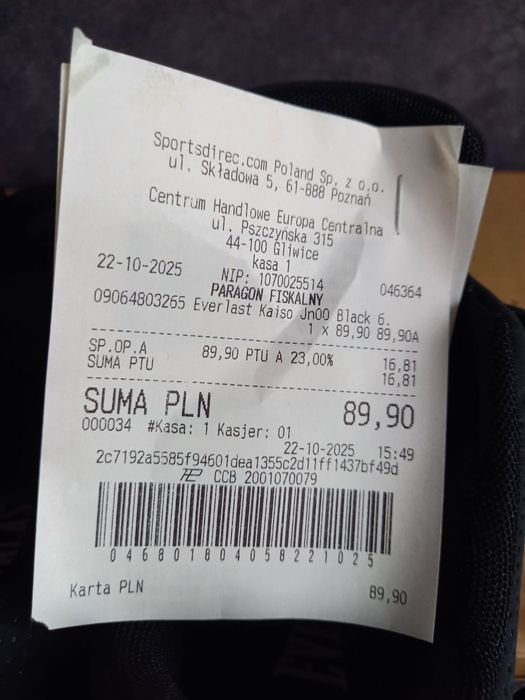 Sportsdirec.com Poland Sp. z o.o.
ul. Składowa 5, 61-888 Poznań
Centrum Handlowe Europa Centralna
ul. Pszczyńska 315
44-100 Gliwice
kasa 1
22-10-2025 NIP: 1070025514 046364
PARAGON FISKALNY
09064803265 Everlast Kaiso Jn00 Black 6.
1 x 89,90 89,90A
SP.OP.A 89,90 PTU A 23,00% 16,81
SUMA PTU 16,81
SUMA PLN 89,90
000034 #Kasa: 1 Kasjer: 01
22-10-2025 15:49
2c7192a5585f94601dea1355c2d11ff1437bf49d
CCB 2001070079
046801804058221025
Karta PLN 89,90